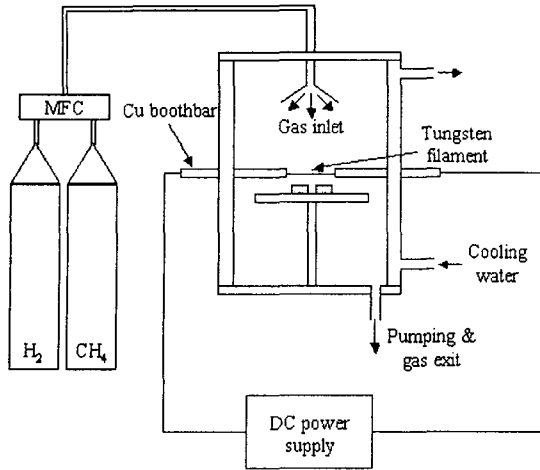 MFC
Cu boothbar
Gas inlet
Tungsten
filament
Cooling
water
H₂
CH₄
Pumping &
gas exit
DC power
supply